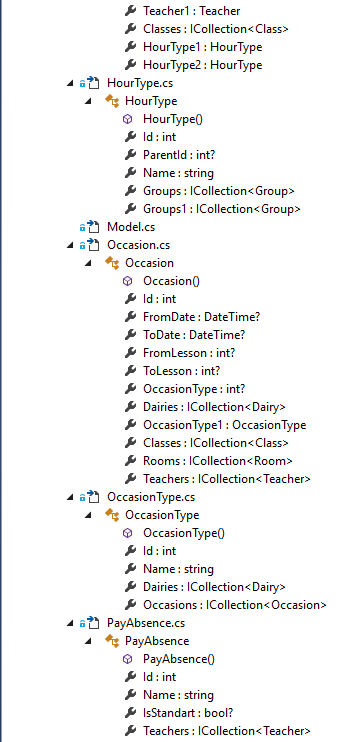 Teacher1 : Teacher
Classes : ICollection<Class>
HourType1 : HourType
HourType2 : HourType
HourType.cs
HourType
HourType()
Id : int
ParentId : int?
Name : string
Groups : ICollection<Group>
Groups1 : ICollection<Group>
Model.cs
Occasion.cs
Occasion
Occasion()
Id : int
FromDate : DateTime?
ToDate : DateTime?
FromLesson : int?
ToLesson : int?
OccasionType : int?
Dairies : ICollection<Dairy>
OccasionType1 : OccasionType
Classes : ICollection<Class>
Rooms : ICollection<Room>
Teachers : ICollection<Teacher>
OccasionType.cs
OccasionType
OccasionType()
Id : int
Name : string
Dairies : ICollection<Dairy>
Occasions : ICollection<Occasion>
PayAbsence.cs
PayAbsence
PayAbsence()
Id : int
Name : string
IsStandart : bool?
Teachers : ICollection<Teacher>